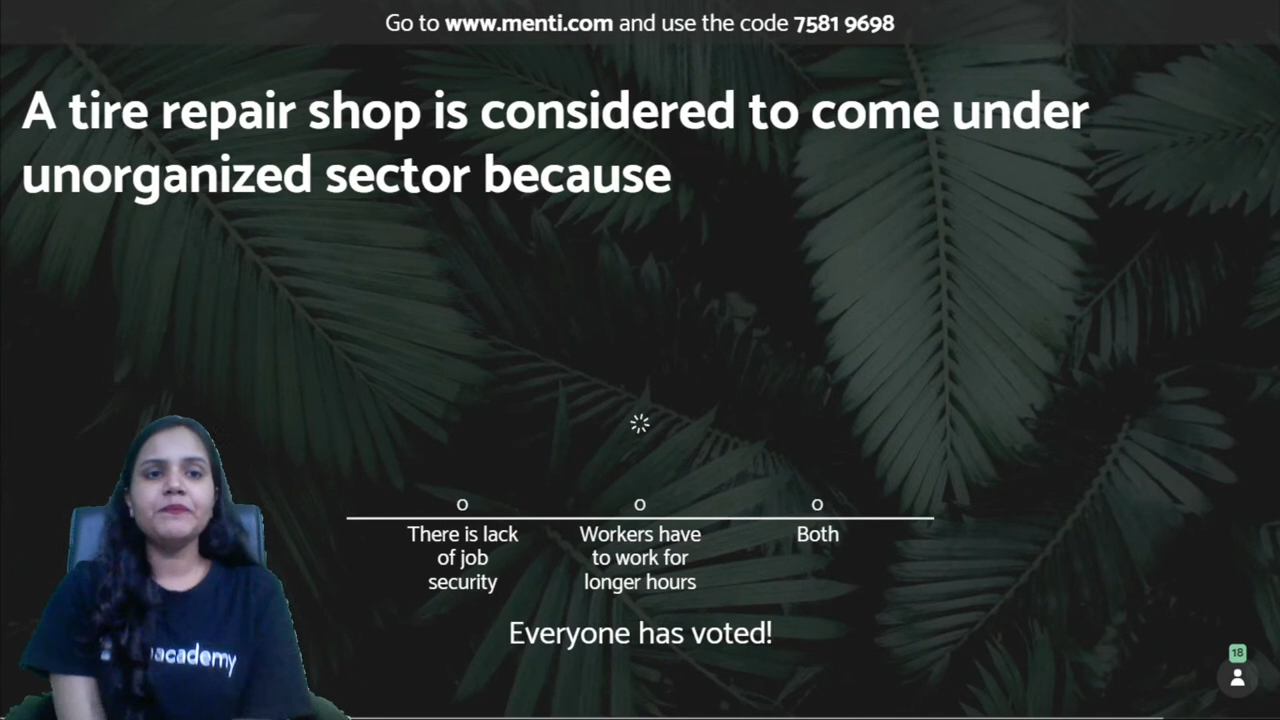 Go to www.menti.com and use the code 7581 9698
A tire repair shop is considered to come under
unorganized sector because
0
0
0
There is lack
of job
security
Workers have
to work for
longer hours
Both
Everyone has voted!
academy
18